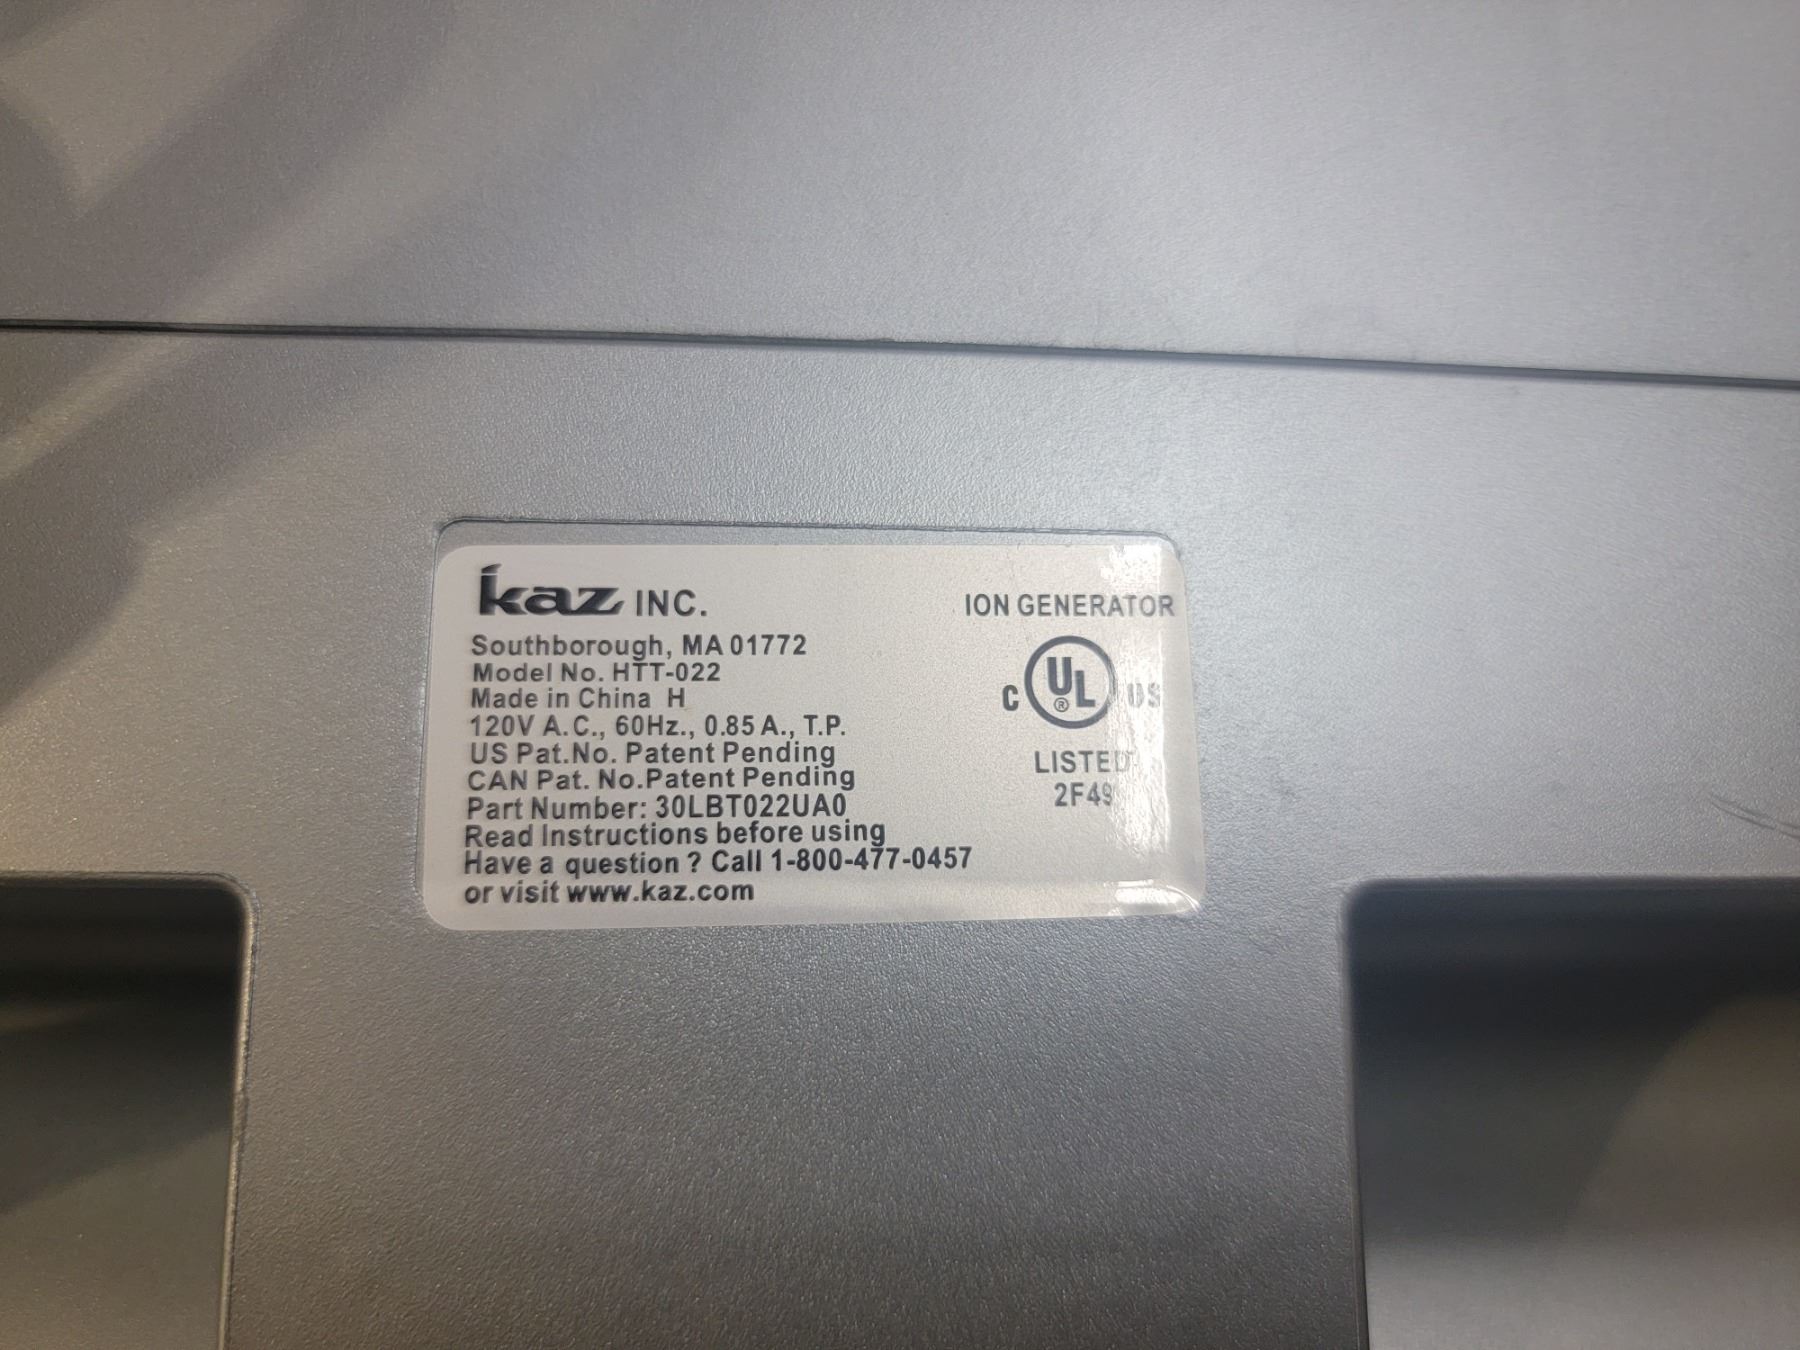 kaz INC.
ION GENERATOR
Southborough, MA 01772
Model No. HTT-022
Made in China H
120V A.C., 60Hz., 0.85 A., T.P.
US Pat.No. Patent Pending
CAN Pat. No.Patent Pending
Part Number: 30LBT022UA0
Read Instructions before using
Have a question ? Call 1-800-477-0457
or visit www.kaz.com
C UL ® US
LISTED
2F49